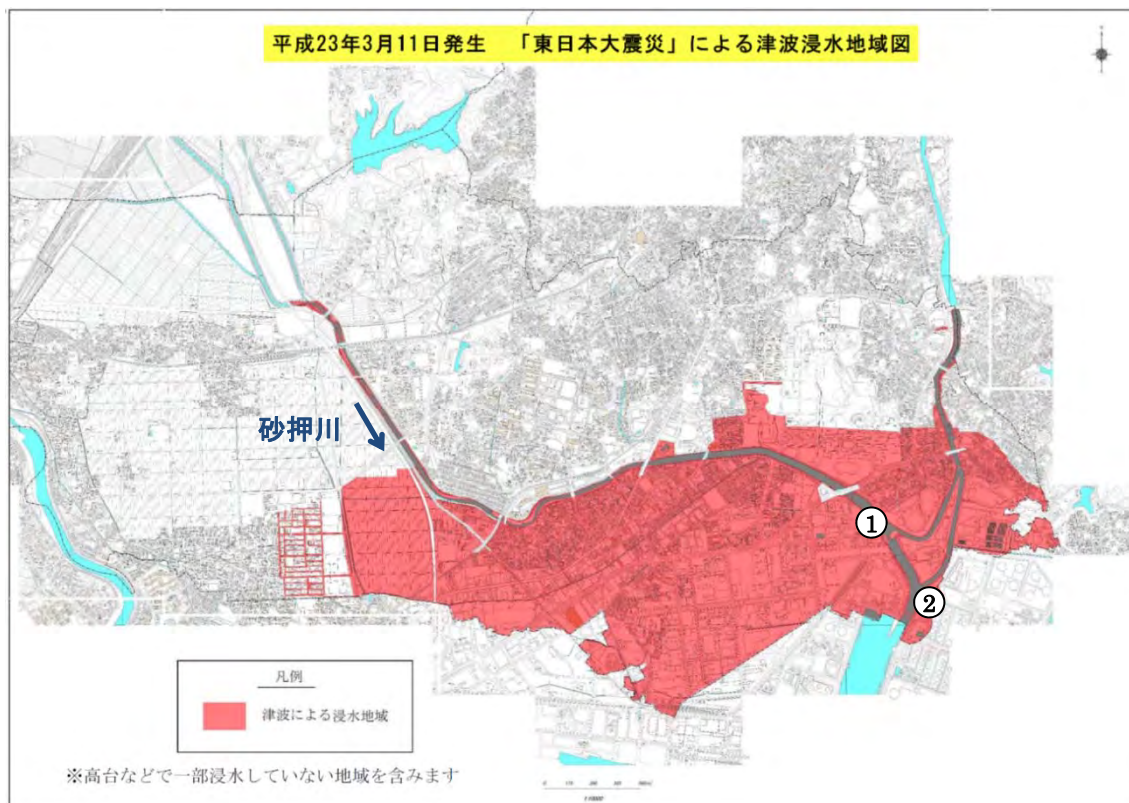 平成23年3月11日発生 「東日本大震災」による津波浸水地域図
砂押川
①
②
凡例
津波による浸水地域
※高台などで一部浸水していない地域を含みます